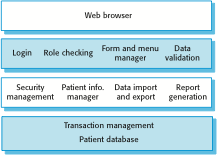 Web browser
Login Role checking Form and menu manager Data validation
Security management Patient info. manager Data import and export Report generation
Transaction management
Patient database